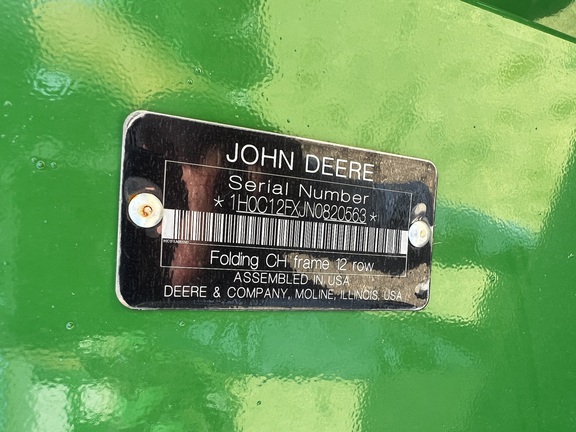 JOHN DEERE
Serial Number
*1H0C12FXJN0820563*
Folding CH frame 12 row
ASSEMBLED IN USA
DEERE & COMPANY, MOLINE, ILLINOIS, USA